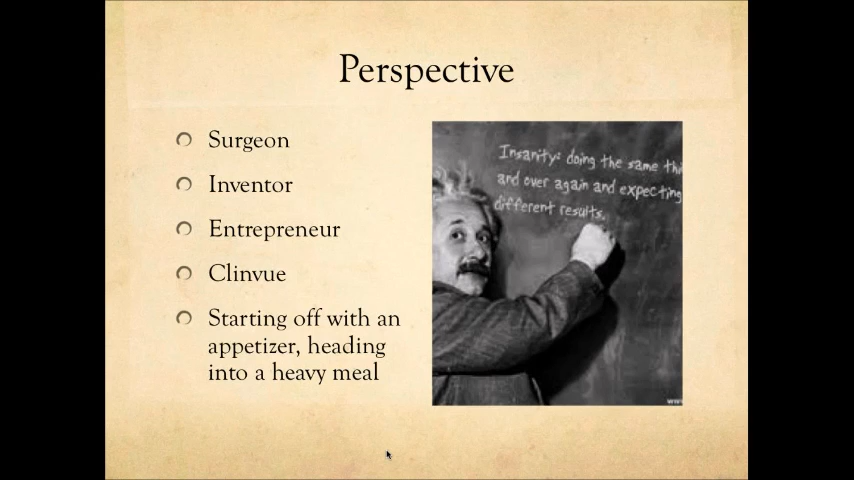 Perspective
Surgeon
Inventor
Entrepreneur
Clinvue
Starting off with an
appetizer, heading
into a heavy meal
Insanity: doing the same thi
and over again and expecting
different results.
www